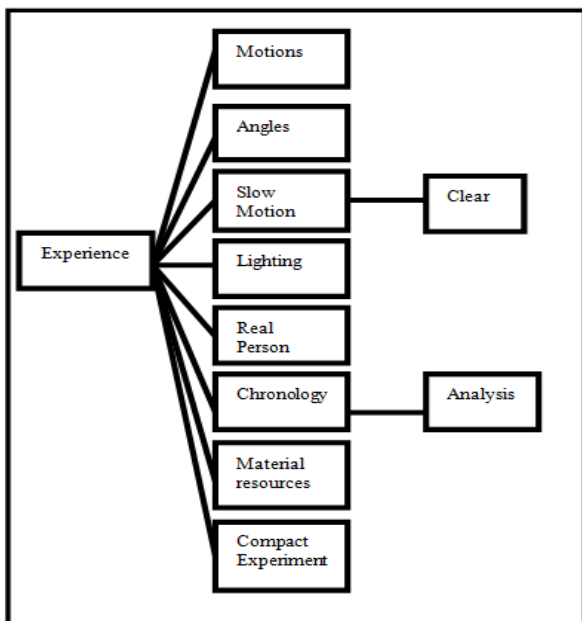 Motions
Angles
Slow
Motion
Clear
Experience
Lighting
Real
Person
Chronology
Analysis
Material
resources
Compact
Experiment